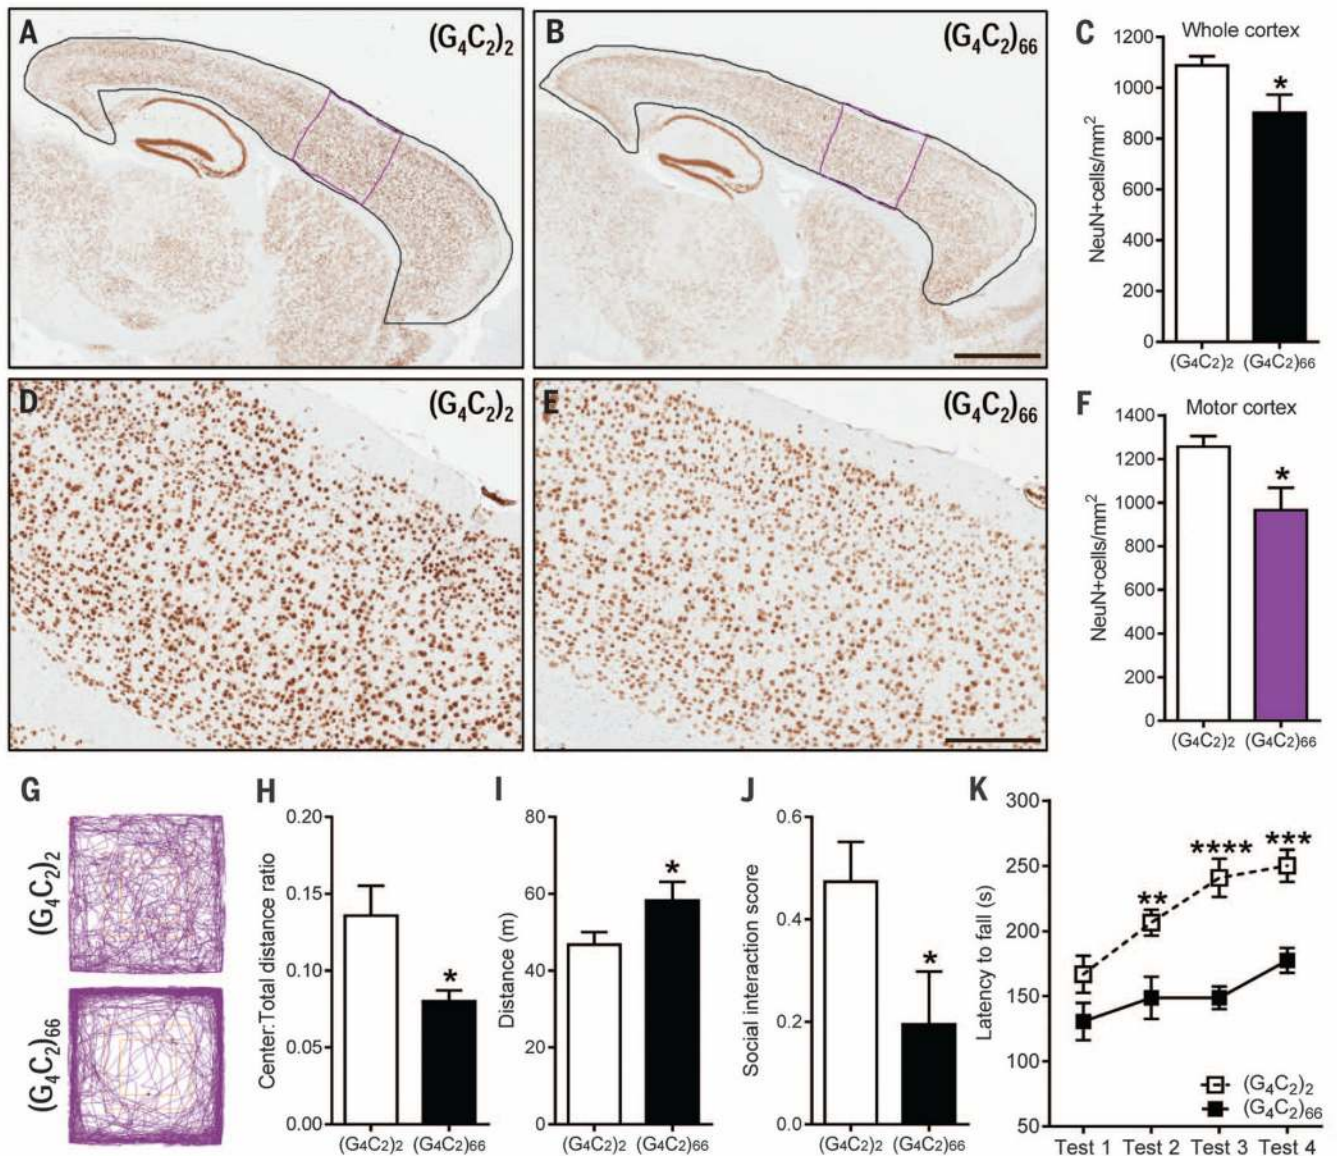 A
(G₄C₂)₂
B
(G₄C₂)₆₆
C
Whole cortex
NeuN+cells/mm²
1200
1000
800
600
400
200
0
(G4C2)2
(G4C2)66
D
(G₄C₂)₂
E
(G₄C₂)₆₆
F
Motor cortex
NeuN+cells/mm²
1400
1200
1000
800
600
400
200
0
(G4C2)2
(G4C2)66
G
(G₄C₂)₂
(G₄C₂)₆₆
H
Center:Total distance ratio
0.20
0.15
0.10
0.05
0.00
*
(G4C2)2
(G4C2)66
I
Distance (m)
80
60
40
20
0
*
(G4C2)2
(G4C2)66
J
Social interaction score
0.6
0.4
0.2
0.0
*
(G4C2)2
(G4C2)66
K
Latency to fall (s)
300
250
200
150
100
50
**
****
***
(G₄C₂)₂
(G₄C₂)₆₆
Test 1
Test 2
Test 3
Test 4